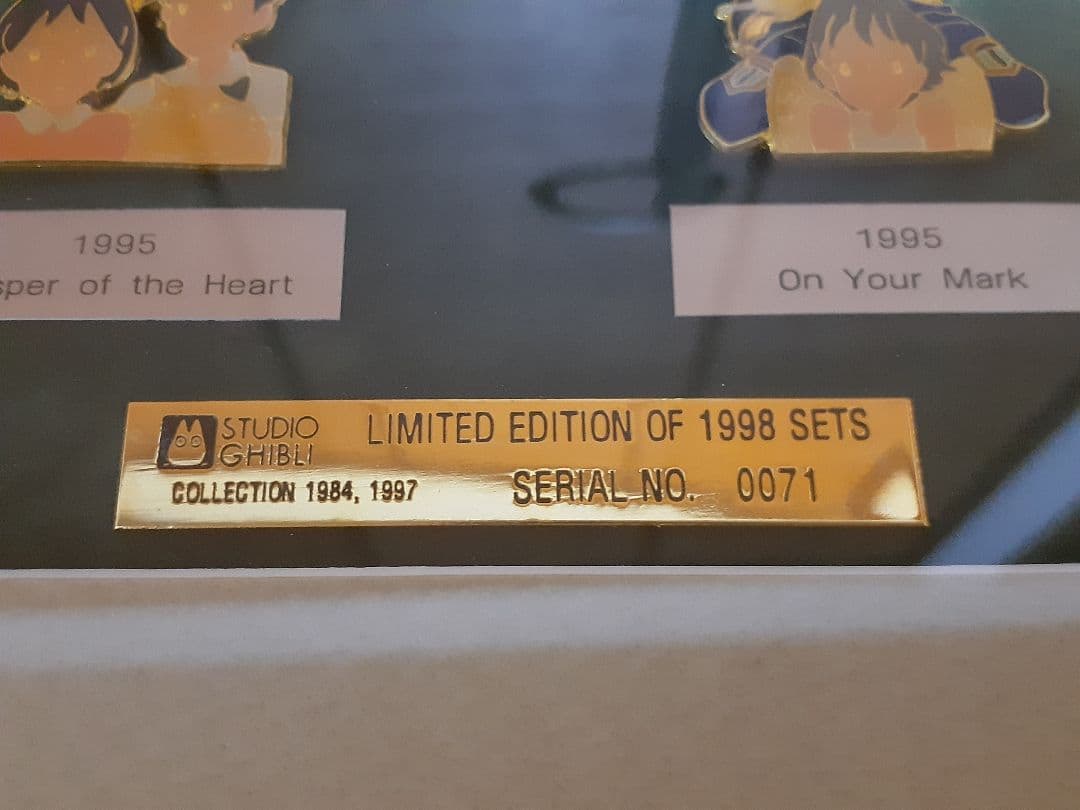 1995
sper of the Heart
1995
On Your Mark
STUDIO
GHIBLI
COLLECTION 1984, 1997
LIMITED EDITION OF 1998 SETS
SERIAL NO. 0071